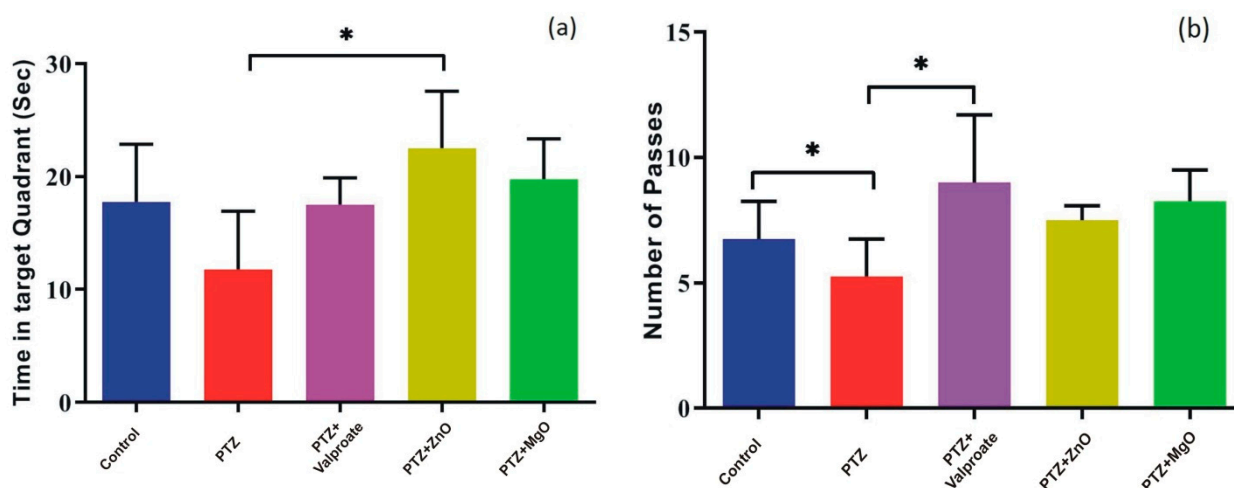 (a)
*
Time in target Quadrant (Sec)
30
20
10
0
Control
PTZ
PTZ+
Valproate
PTZ+ZnO
PTZ+MgO
(b)
*
*
Number of Passes
15
10
5
0
Control
PTZ
PTZ+
Valproate
PTZ+ZnO
PTZ+MgO